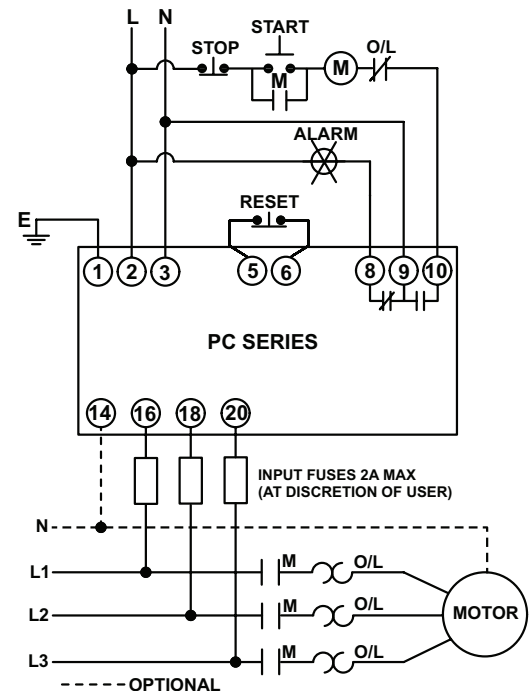 L N
START
STOP
M
M
O/L
ALARM
E
RESET
1 2 3 5 6 8 9 10
PC SERIES
14 16 18 20
INPUT FUSES 2A MAX
(AT DISCRETION OF USER)
N
L1 M O/L
L2 M O/L
MOTOR
L3 M O/L
OPTIONAL